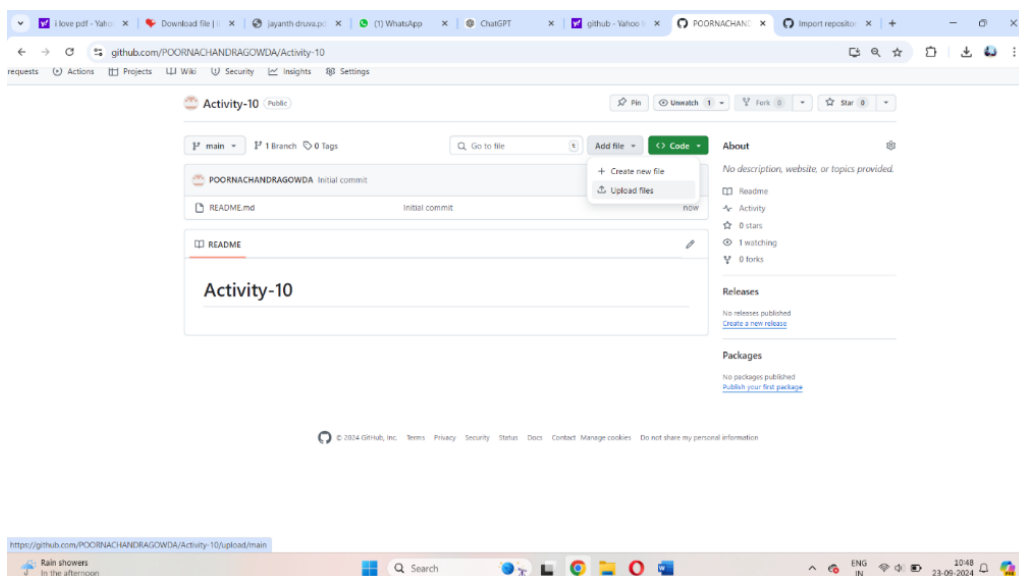 i love pdf - Yaho
Download file | i
jayanth druva.pd
(1) WhatsApp
ChatGPT
github - Yahoo I
POORNACHAND
Import repositor
github.com/POORNACHANDRAGOWDA/Activity-10
requests Actions Projects Wiki Security Insights Settings
Activity-10 Public
Pin Unwatch 1 Fork 0 Star 0
main 1 Branch 0 Tags Go to file Add file <> Code
+ Create new file
Upload files
POORNACHANDRAGOWDA Initial commit
README.md Initial commit now
README
Activity-10
About
No description, website, or topics provided.
Readme
Activity
0 stars
1 watching
0 forks
Releases
No releases published
Create a new release
Packages
No packages published
Publish your first package
© 2024 GitHub, Inc. Terms Privacy Security Status Docs Contact Manage cookies Do not share my personal information
https://github.com/POORNACHANDRAGOWDA/Activity-10/upload/main
Rain showers
In the afternoon
Search
ENG
IN
10:48
23-09-2024